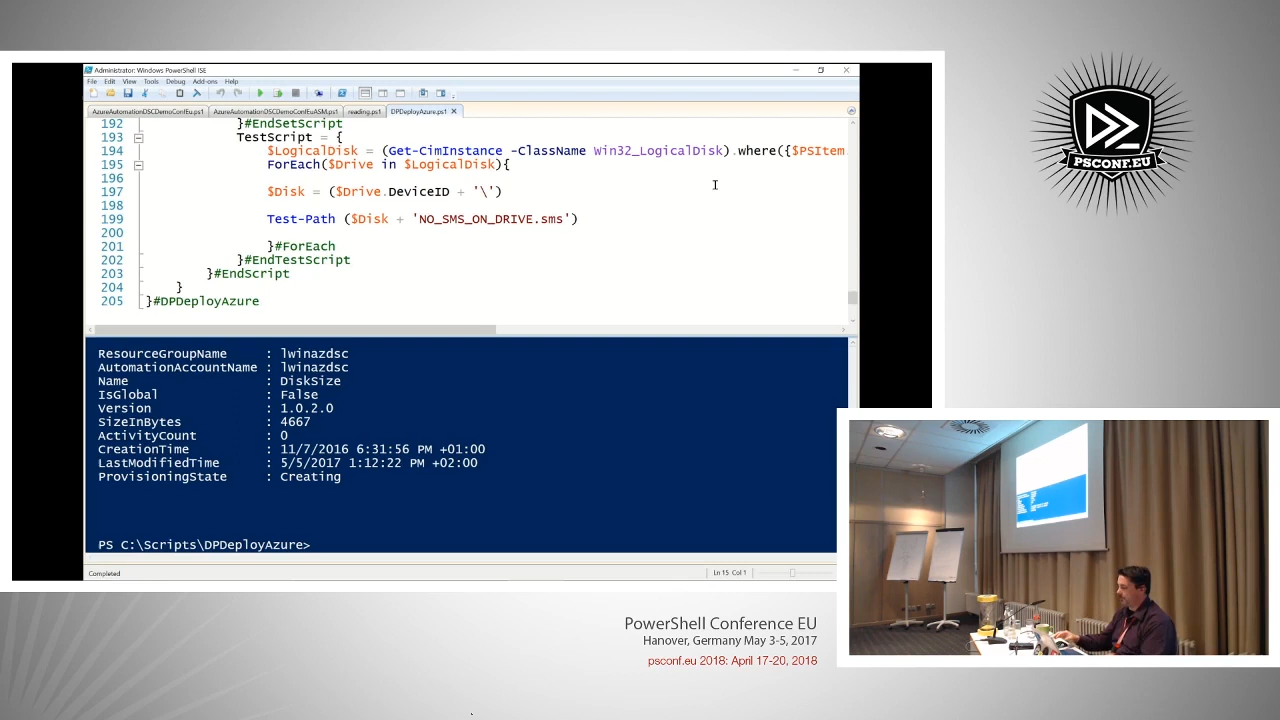 Administrator: Windows PowerShell ISE
File Edit View Tools Debug Add-ons Help
AzureAutomationDSCDemoConfEu.ps1 AzureAutomationDSCDemoConfEuASM.ps1 reading.ps1 DPDeployAzure.ps1
192 }#EndSetScript
193 TestScript = {
194 $LogicalDisk = (Get-CimInstance -ClassName Win32_LogicalDisk).where({$PSItem.
195 ForEach($Drive in $LogicalDisk){
196
197 $Disk = ($Drive.DeviceID + '\')
198
199 Test-Path ($Disk + 'NO_SMS_ON_DRIVE.sms')
200
201 }#ForEach
202 }#EndTestScript
203 }#EndScript
204 }
205 }#DPDeployAzure
ResourceGroupName : lwinazdsc
AutomationAccountName : lwinazdsc
Name : DiskSize
IsGlobal : False
Version : 1.0.2.0
SizeInBytes : 4667
ActivityCount : 0
CreationTime : 11/7/2016 6:31:56 PM +01:00
LastModifiedTime : 5/5/2017 1:12:22 PM +02:00
ProvisioningState : Creating
PS C:\Scripts\DPDeployAzure>
Completed Ln 15 Col 1
PSCONF.EU
PowerShell Conference EU
Hanover, Germany May 3-5, 2017
psconf.eu 2018: April 17-20, 2018